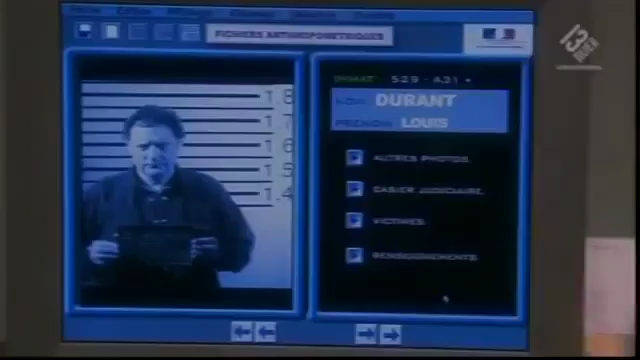 FICHIERS ANTHROPOMETRIQUES
13
1.8
1.7
1.6
1.5
1.4
529 - A31
NOM DURANT
PRENOM LOUIS
AUTRES PHOTOS.
CASIER JUDICIAIRE.
VICTIMES
RENSEIGNEMENTS